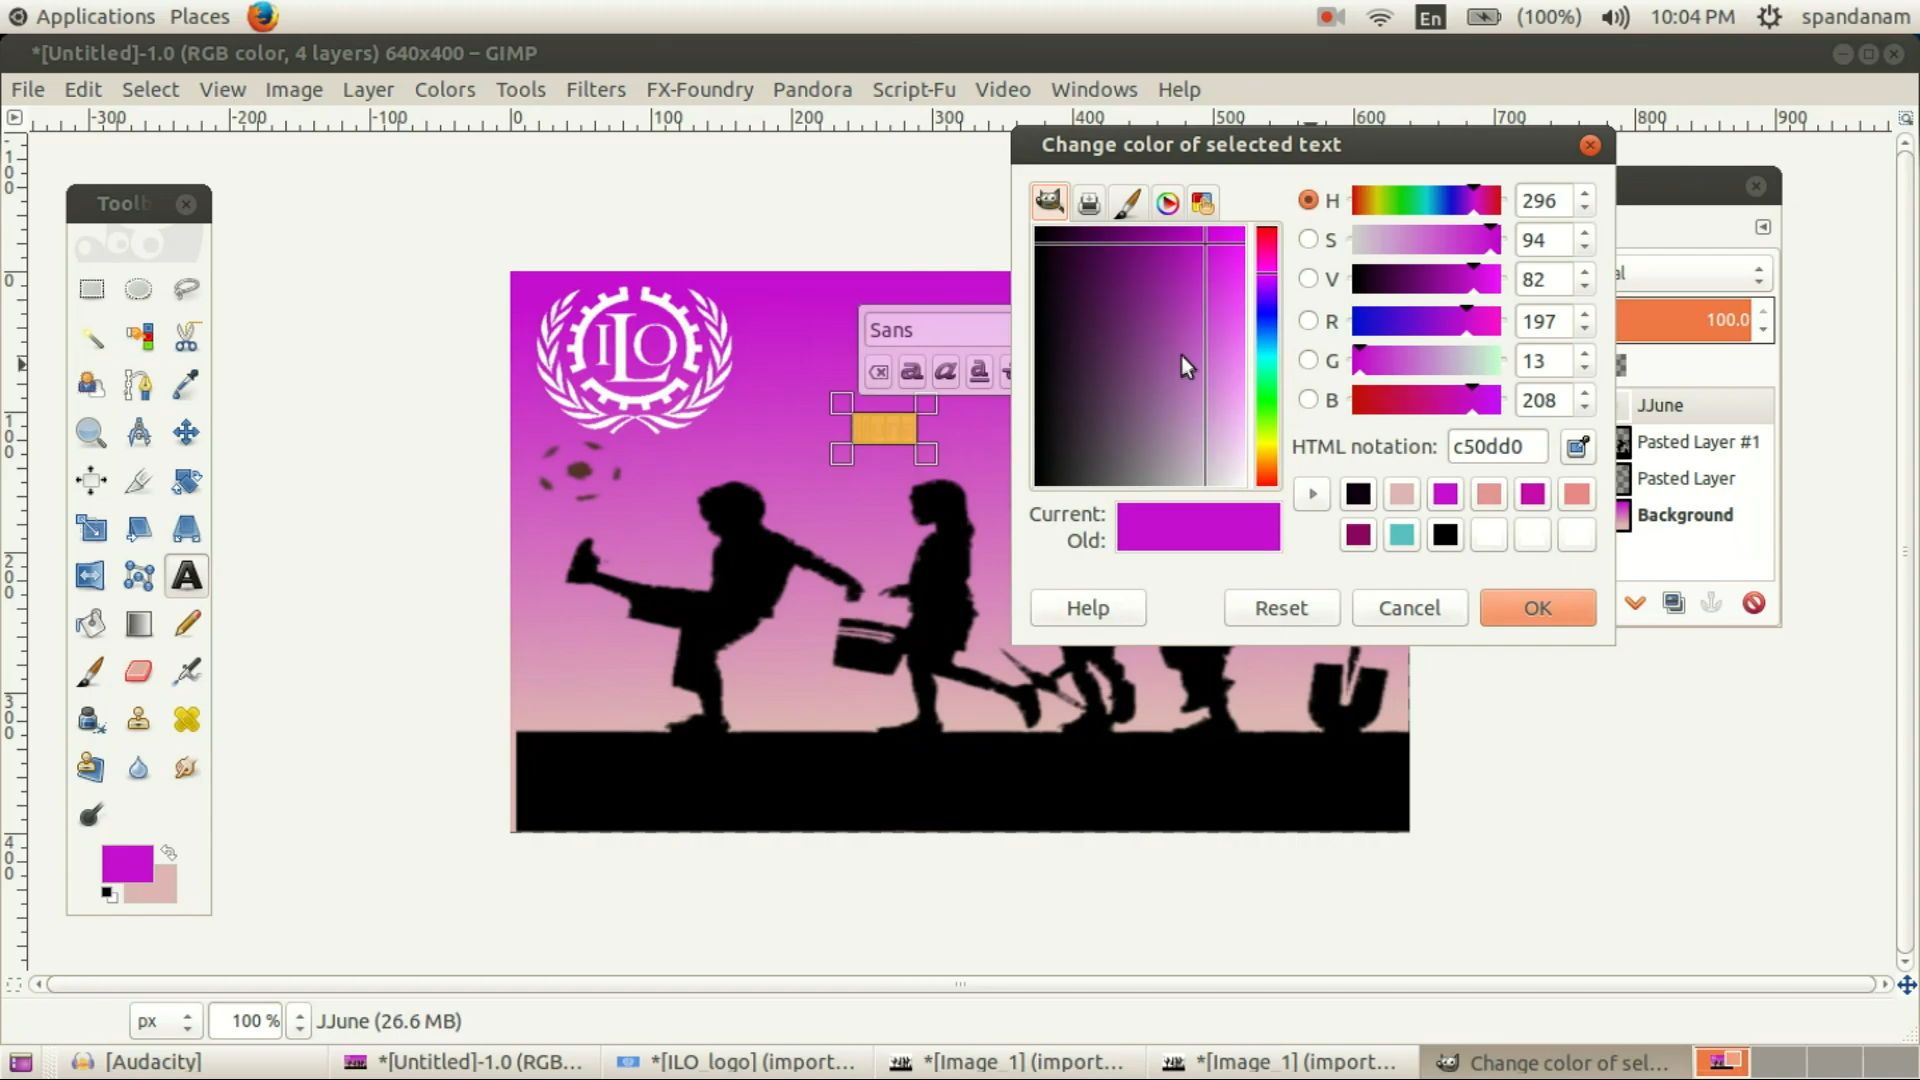 Applications Places En (100%) 10:04 PM spandanam
*[Untitled]-1.0 (RGB color, 4 layers) 640x400 – GIMP
File Edit Select View Image Layer Colors Tools Filters FX-Foundry Pandora Script-Fu Video Windows Help
-300 -200 -100 0 100 200 300 400 500 600 700 800 900
Change color of selected text
H 296
S 94
V 82
R 197
G 13
B 208
HTML notation: c50dd0
Current:
Old:
Help Reset Cancel OK
ILO
Sans
100.0
JJune
Pasted Layer #1
Pasted Layer
Background
px 100 % JJune (26.6 MB)
[Audacity] *[Untitled]-1.0 (RGB... *[ILO_logo] (import... *[Image_1] (import... *[Image_1] (import... Change color of sel...